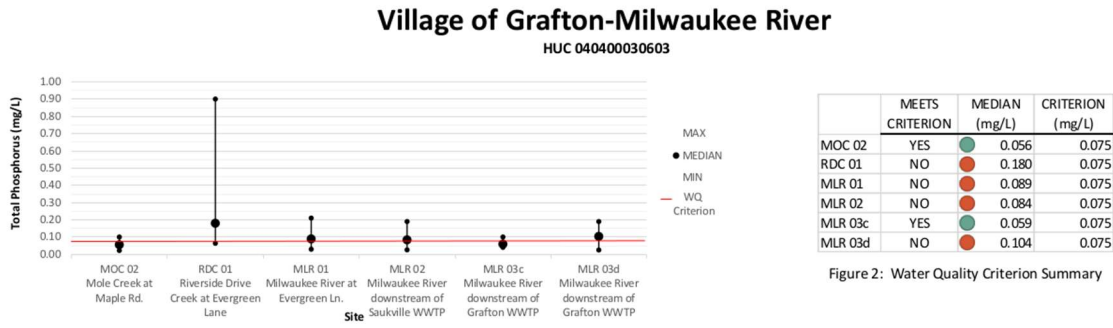 Village of Grafton-Milwaukee River
HUC 040400030603
Total Phosphorus (mg/L)
1.00
0.90
0.80
0.70
0.60
0.50
0.40
0.30
0.20
0.10
0.00
MOC 02
Mole Creek at
Maple Rd.
RDC 01
Riverside Drive
Creek at Evergreen
Lane
MLR 01
Milwaukee River at
Evergreen Ln.
MLR 02
Milwaukee River
downstream of
Saukville WWTP
MLR 03c
Milwaukee River
downstream of
Grafton WWTP
MLR 03d
Milwaukee River
downstream of
Grafton WWTP
Site
MAX
MEDIAN
MIN
WQ
Criterion
MEETS CRITERION MEDIAN (mg/L) CRITERION (mg/L)
MOC 02 YES 0.056 0.075
RDC 01 NO 0.180 0.075
MLR 01 NO 0.089 0.075
MLR 02 NO 0.084 0.075
MLR 03c YES 0.059 0.075
MLR 03d NO 0.104 0.075
Figure 2: Water Quality Criterion Summary